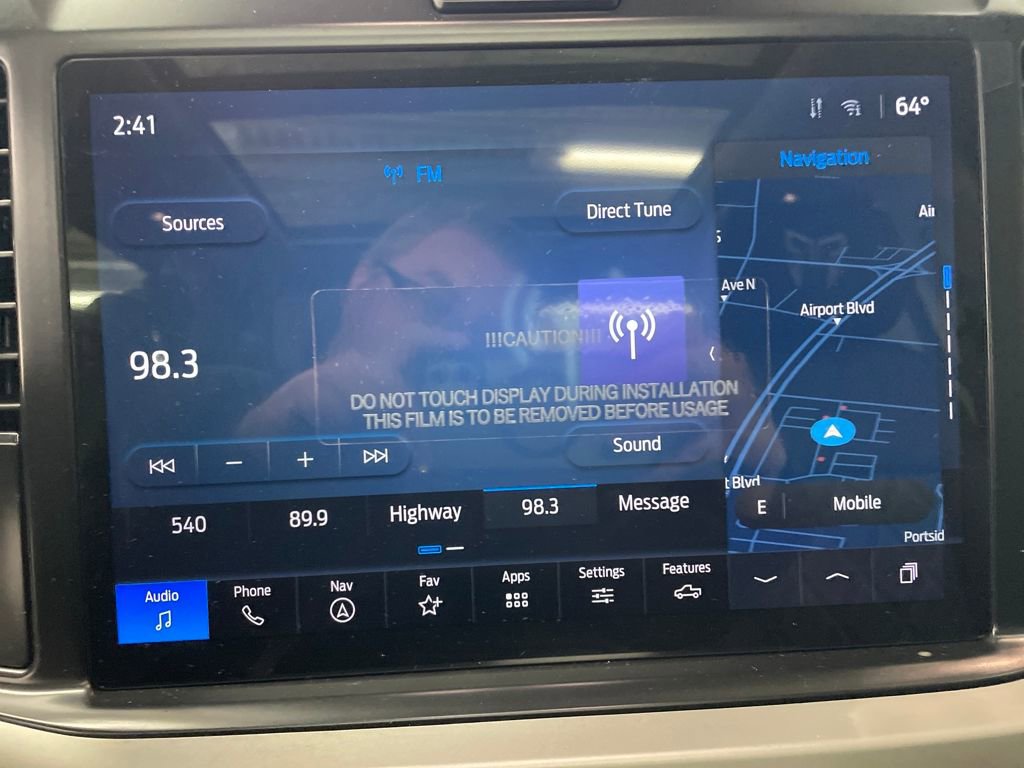 2:41
64°
FM
Navigation
Sources
Direct Tune
Air
5
Ave N
Airport Blvd
!!!CAUTION!!!
98.3
DO NOT TOUCH DISPLAY DURING INSTALLATION
THIS FILM IS TO BE REMOVED BEFORE USAGE
Sound
t Blvd
E
Mobile
540
89.9
Highway
98.3
Message
Portsid
Audio
Phone
Nav
Fav
Apps
Settings
Features